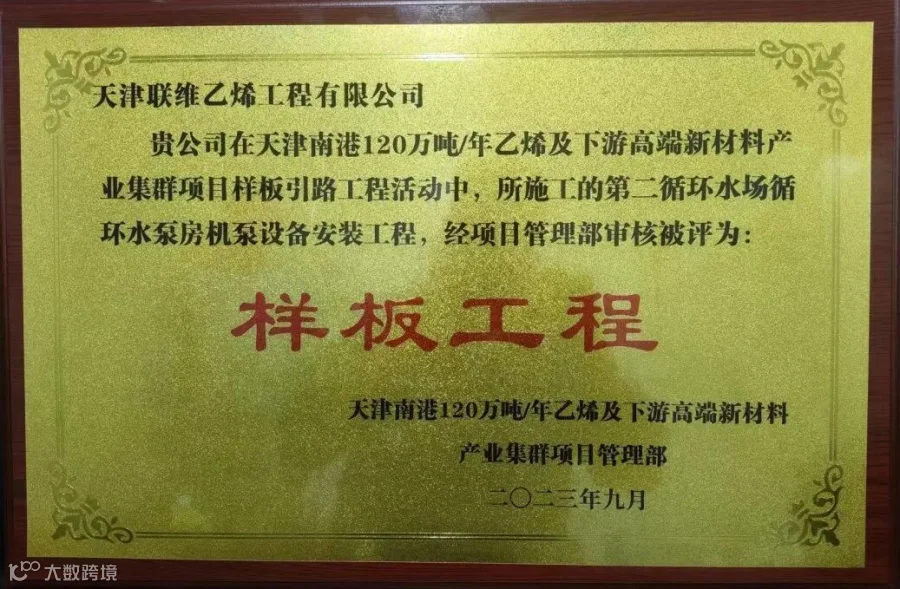 天津联维乙烯工程有限公司
贵公司在天津南港120万吨/年乙烯及下游高端新材料产
业集群项目样板引路工程活动中，所施工的第二循环水场循
环水泵房机泵设备安装工程，经项目管理部审核被评为：
样板工程
天津南港120万吨/年乙烯及下游高端新材料
产业集群项目管理部
二〇二三年九月
大数跨境